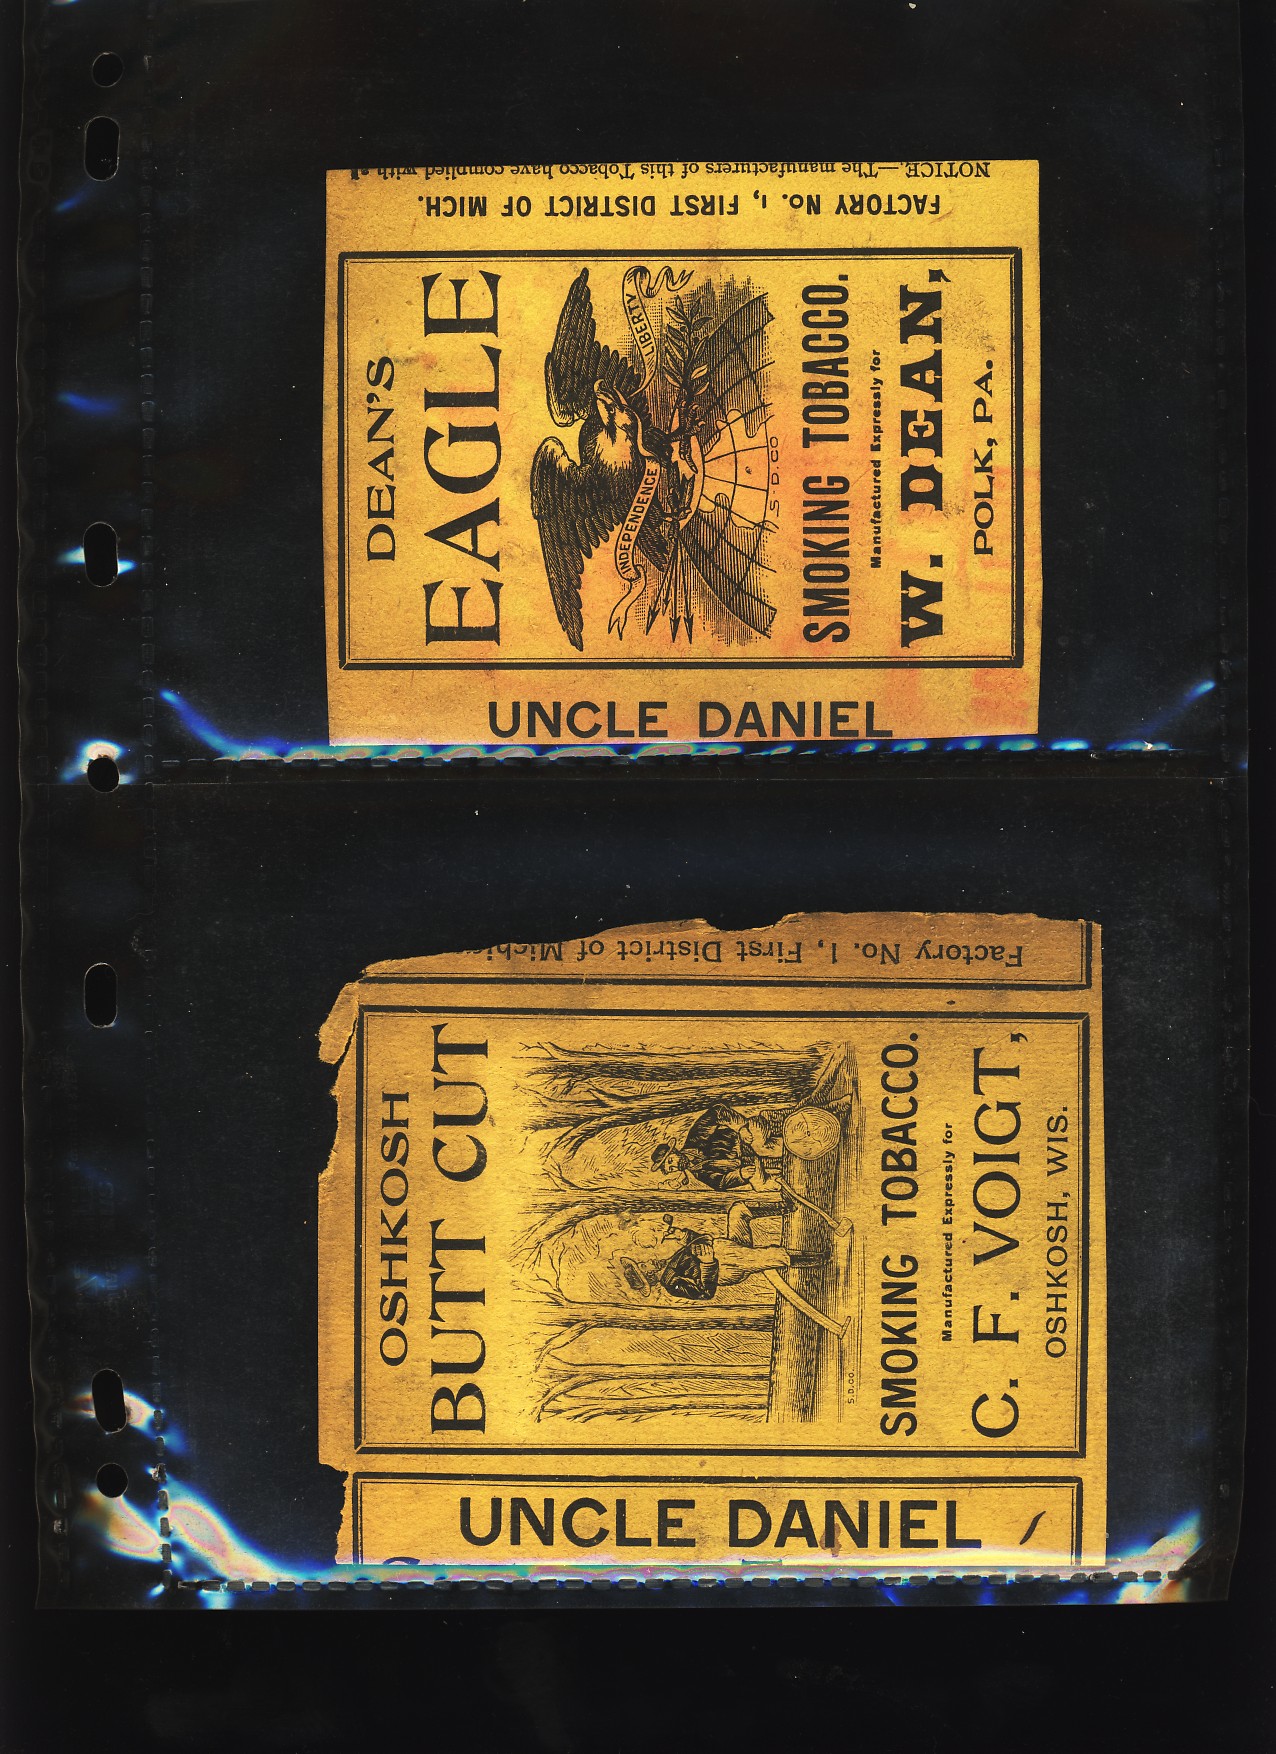 NOTICE.—The manufacturers of this Tobacco have complied with
FACTORY No. 1, FIRST DISTRICT OF MICH.
DEAN'S
EAGLE
INDEPENDENCE
LIBERTY
S.D.CO
SMOKING TOBACCO.
Manufactured Expressly for
W. DEAN,
POLK, PA.
UNCLE DANIEL
Factory No. 1, First District of Michi
OSHKOSH
BUTT CUT
S.D.CO.
SMOKING TOBACCO.
Manufactured Expressly for
C. F. VOIGT,
OSHKOSH, WIS.
UNCLE DANIEL